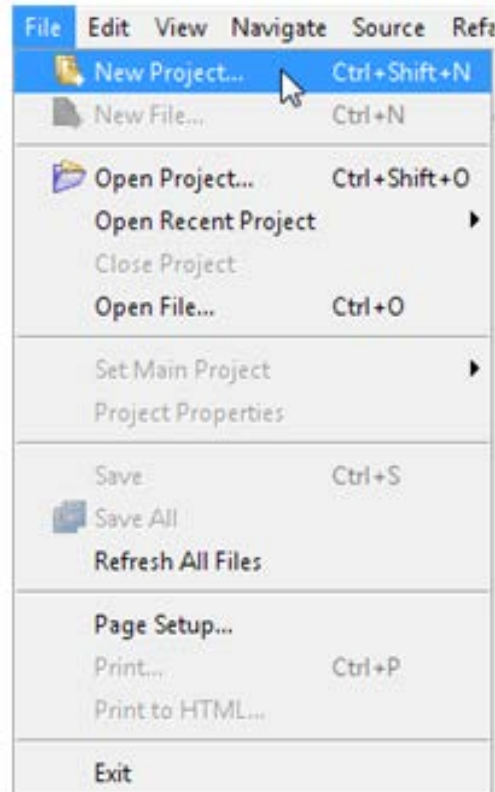 File Edit View Navigate Source Refa
New Project... Ctrl+Shift+N
New File... Ctrl+N
Open Project... Ctrl+Shift+O
Open Recent Project
Close Project
Open File... Ctrl+O
Set Main Project
Project Properties
Save Ctrl+S
Save All
Refresh All Files
Page Setup...
Print... Ctrl+P
Print to HTML...
Exit